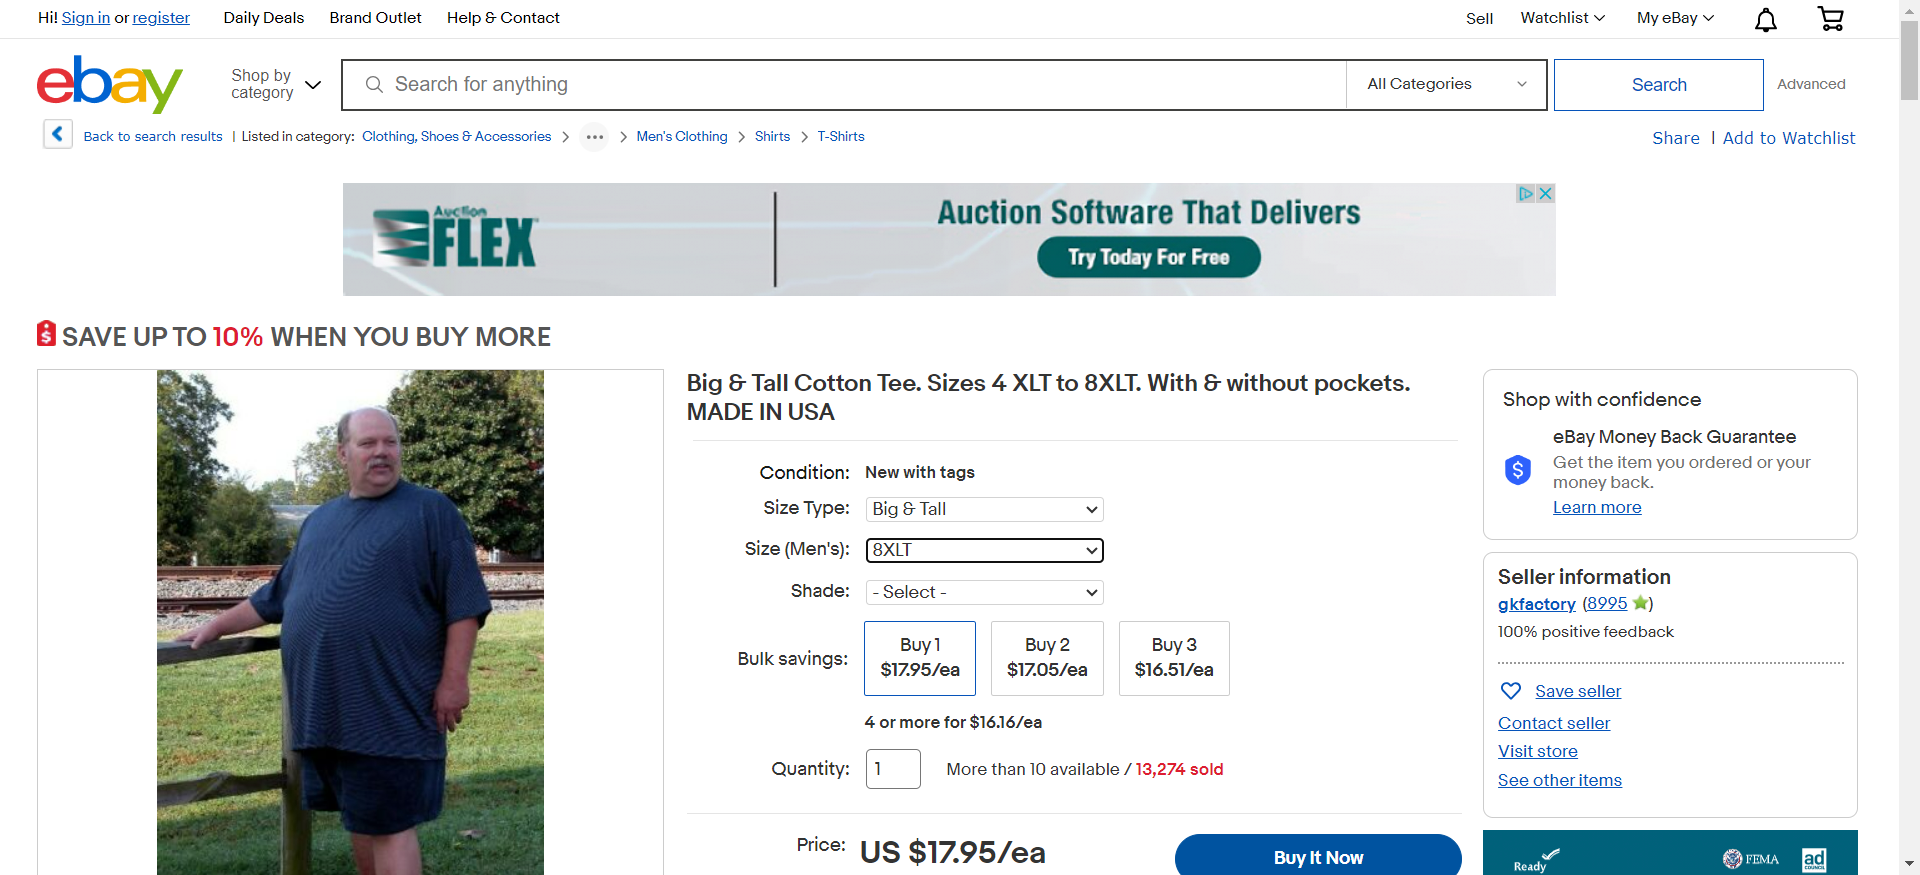 Hi! Sign in or register Daily Deals Brand Outlet Help & Contact Sell Watchlist My eBay
ebay
Shop by category
Search for anything
All Categories
Search
Advanced
Back to search results | Listed in category: Clothing, Shoes & Accessories > ... > Men's Clothing > Shirts > T-Shirts
Share | Add to Watchlist
Auction
FLEX
Auction Software That Delivers
Try Today For Free
SAVE UP TO 10% WHEN YOU BUY MORE
Big & Tall Cotton Tee. Sizes 4 XLT to 8XLT. With & without pockets.
MADE IN USA
Condition: New with tags
Size Type: Big & Tall
Size (Men's): 8XLT
Shade: - Select -
Bulk savings:
Buy 1
$17.95/ea
Buy 2
$17.05/ea
Buy 3
$16.51/ea
4 or more for $16.16/ea
Quantity: 1 More than 10 available / 13,274 sold
Price: US $17.95/ea
Buy It Now
Shop with confidence
eBay Money Back Guarantee
Get the item you ordered or your
money back.
Learn more
Seller information
gkfactory (8995)
100% positive feedback
Save seller
Contact seller
Visit store
See other items
Ready FEMA ad
COUNCIL